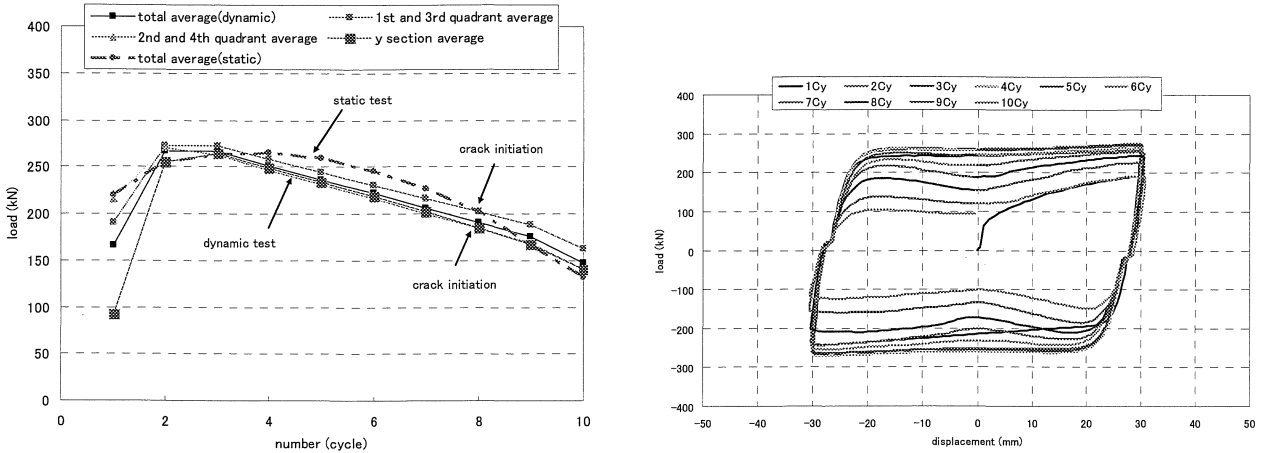 total average(dynamic) 1st and 3rd quadrant average
2nd and 4th quadrant average y section average
total average(static)
400
350
300
250
200
150
100
50
0
load (kN)
static test
crack initiation
dynamic test
crack initiation
0 2 4 6 8 10
number (cycle)
1Cy 2Cy 3Cy 4Cy 5Cy 6Cy
7Cy 8Cy 9Cy 10Cy
400
300
200
100
0
-100
-200
-300
-400
load (kN)
-50 -40 -30 -20 -10 0 10 20 30 40 50
displacement (mm)